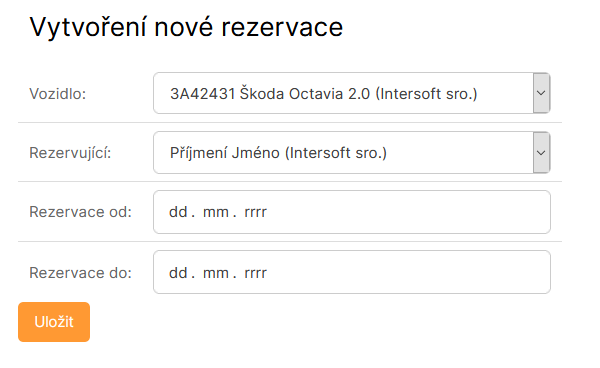 Vytvoření nové rezervace
Vozidlo: 3A42431 Škoda Octavia 2.0 (Intersoft sro.)
Rezervující: Příjmení Jméno (Intersoft sro.)
Rezervace od: dd . mm . rrrr
Rezervace do: dd . mm . rrrr
Uložit